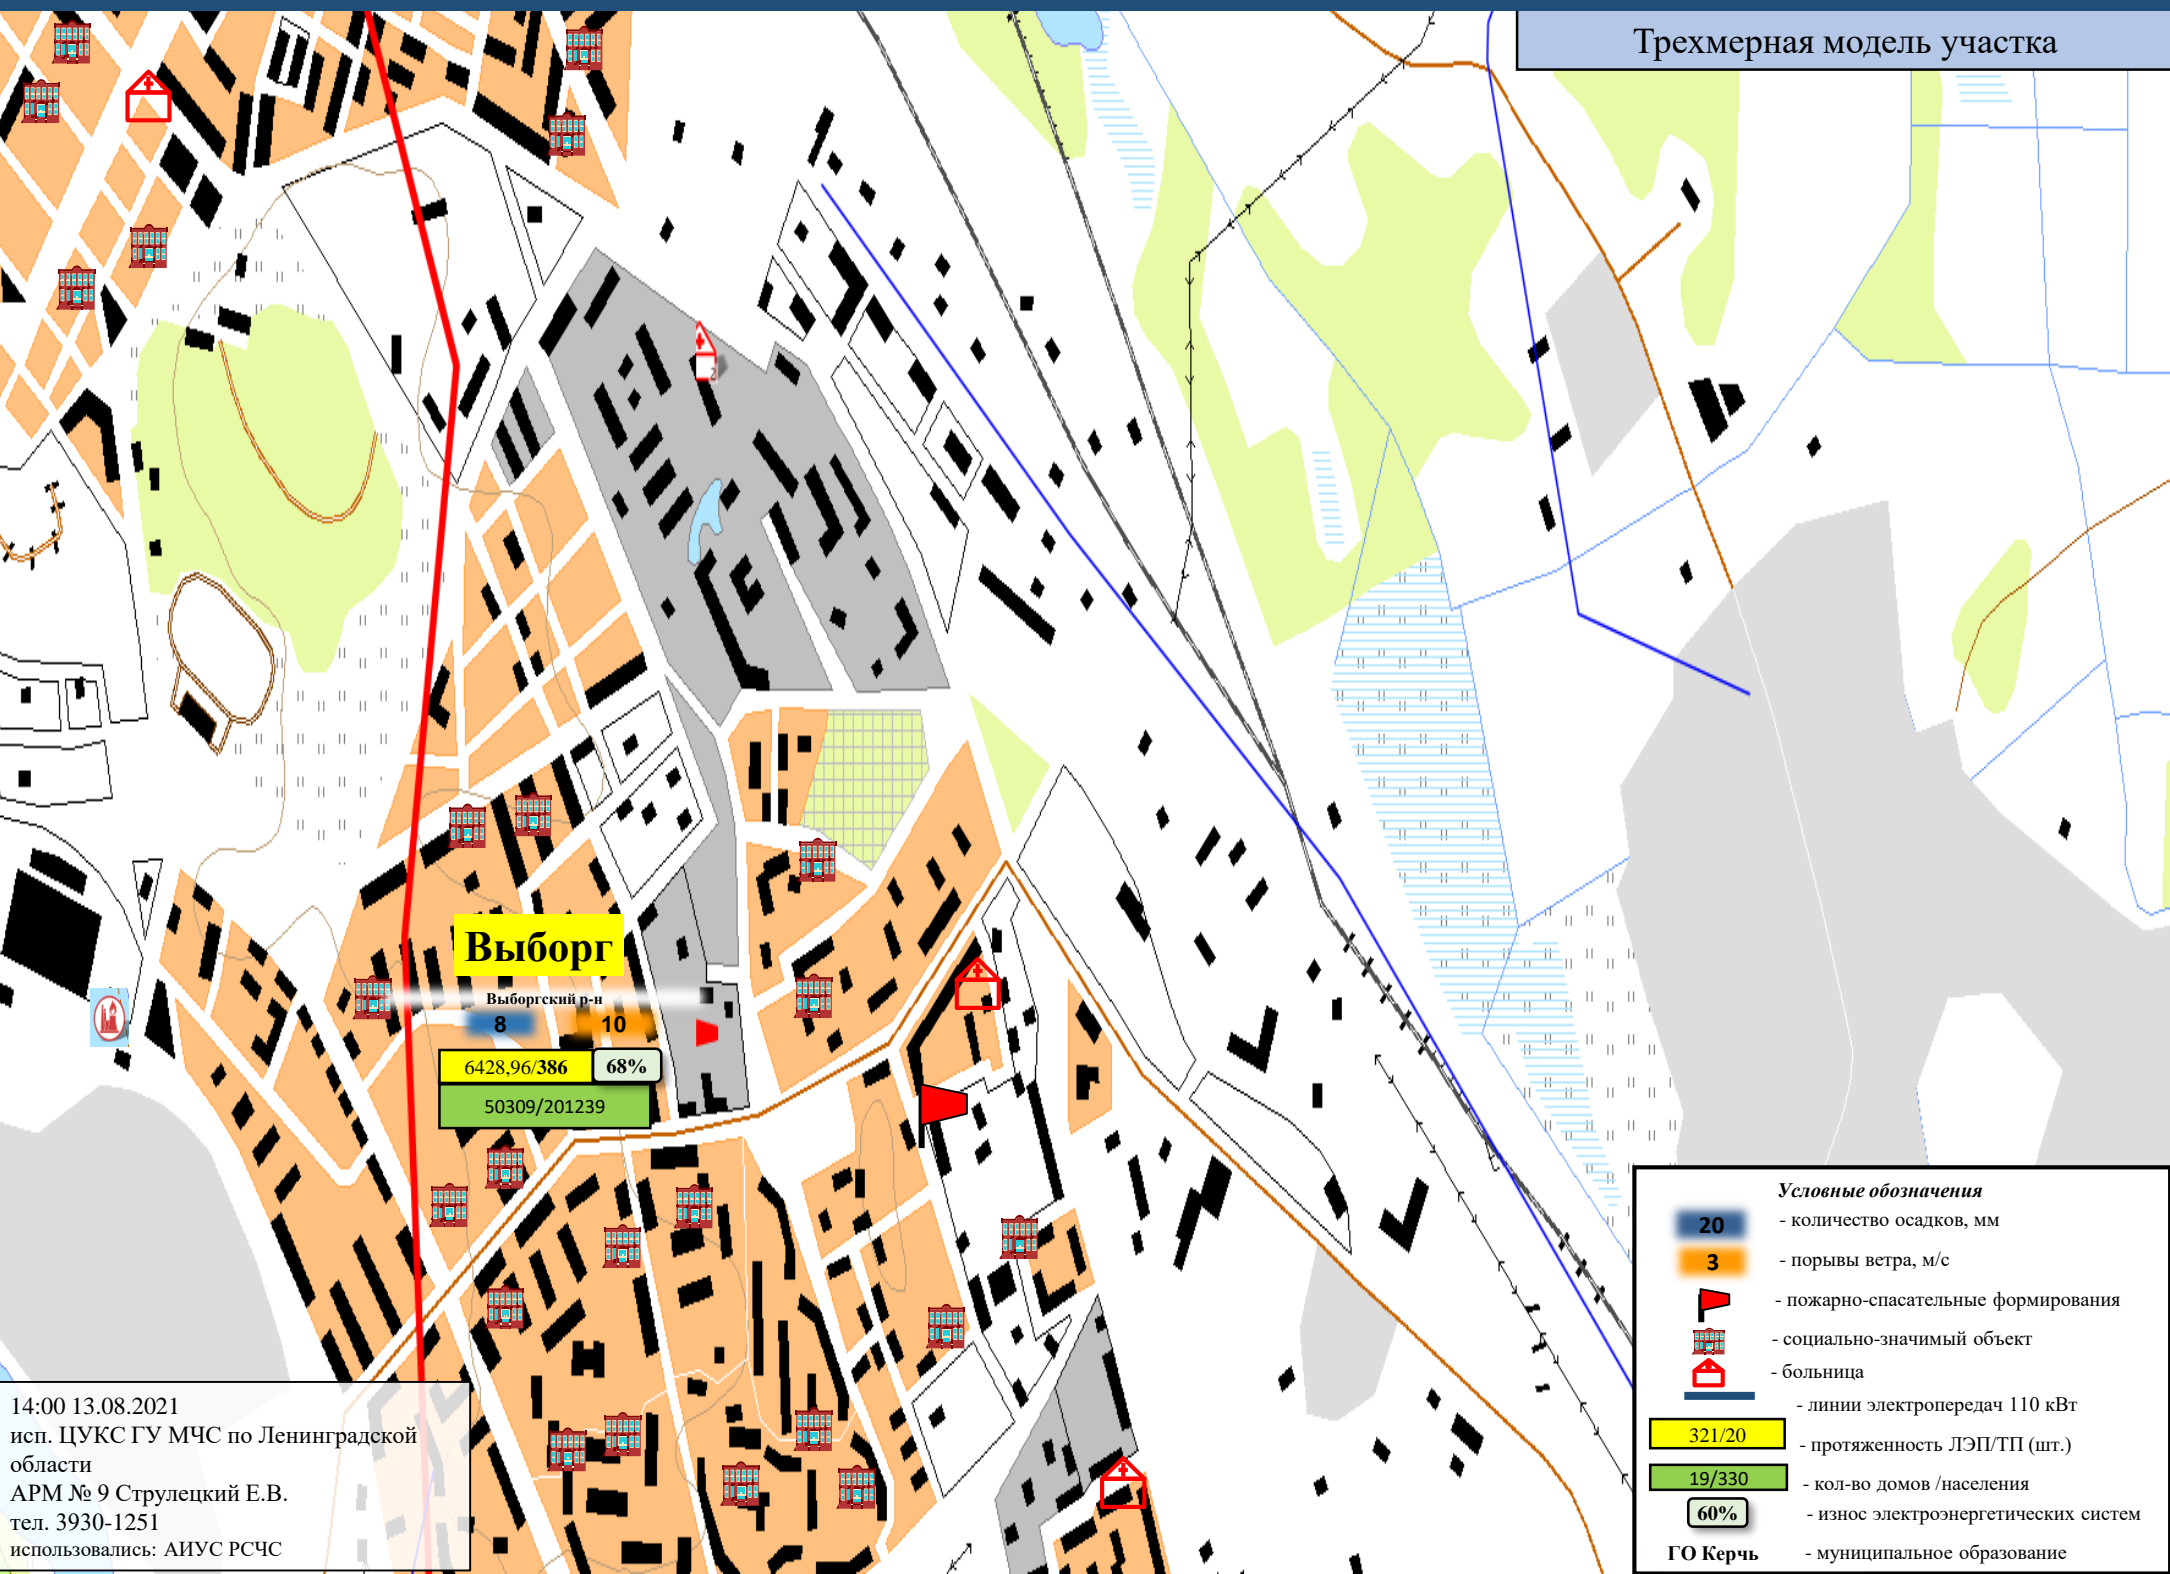 Трехмерная модель участка
2
Выборг
Выборгский р-н
8
10
6428,96/386
68%
50309/201239
14:00 13.08.2021
исп. ЦУКС ГУ МЧС по Ленинградской
области
АРМ № 9 Струлецкий Е.В.
тел. 3930-1251
использовались: АИУС РСЧС
Условные обозначения
20 - количество осадков, мм
3 - порывы ветра, м/с
- пожарно-спасательные формирования
- социально-значимый объект
- больница
- линии электропередач 110 кВт
321/20 - протяженность ЛЭП/ТП (шт.)
19/330 - кол-во домов /населения
60% - износ электроэнергетических систем
ГО Керчь - муниципальное образование